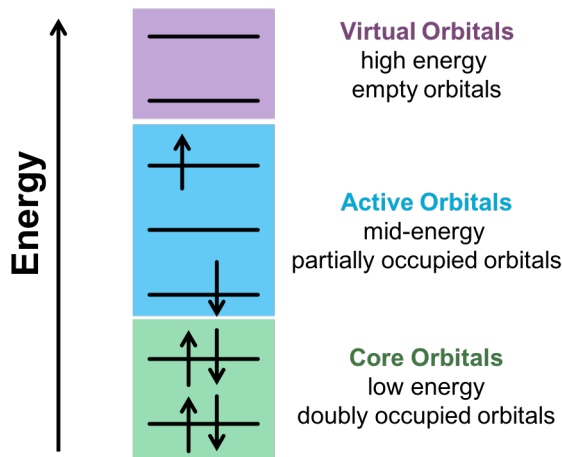 Energy
Virtual Orbitals
high energy
empty orbitals
Active Orbitals
mid-energy
partially occupied orbitals
Core Orbitals
low energy
doubly occupied orbitals